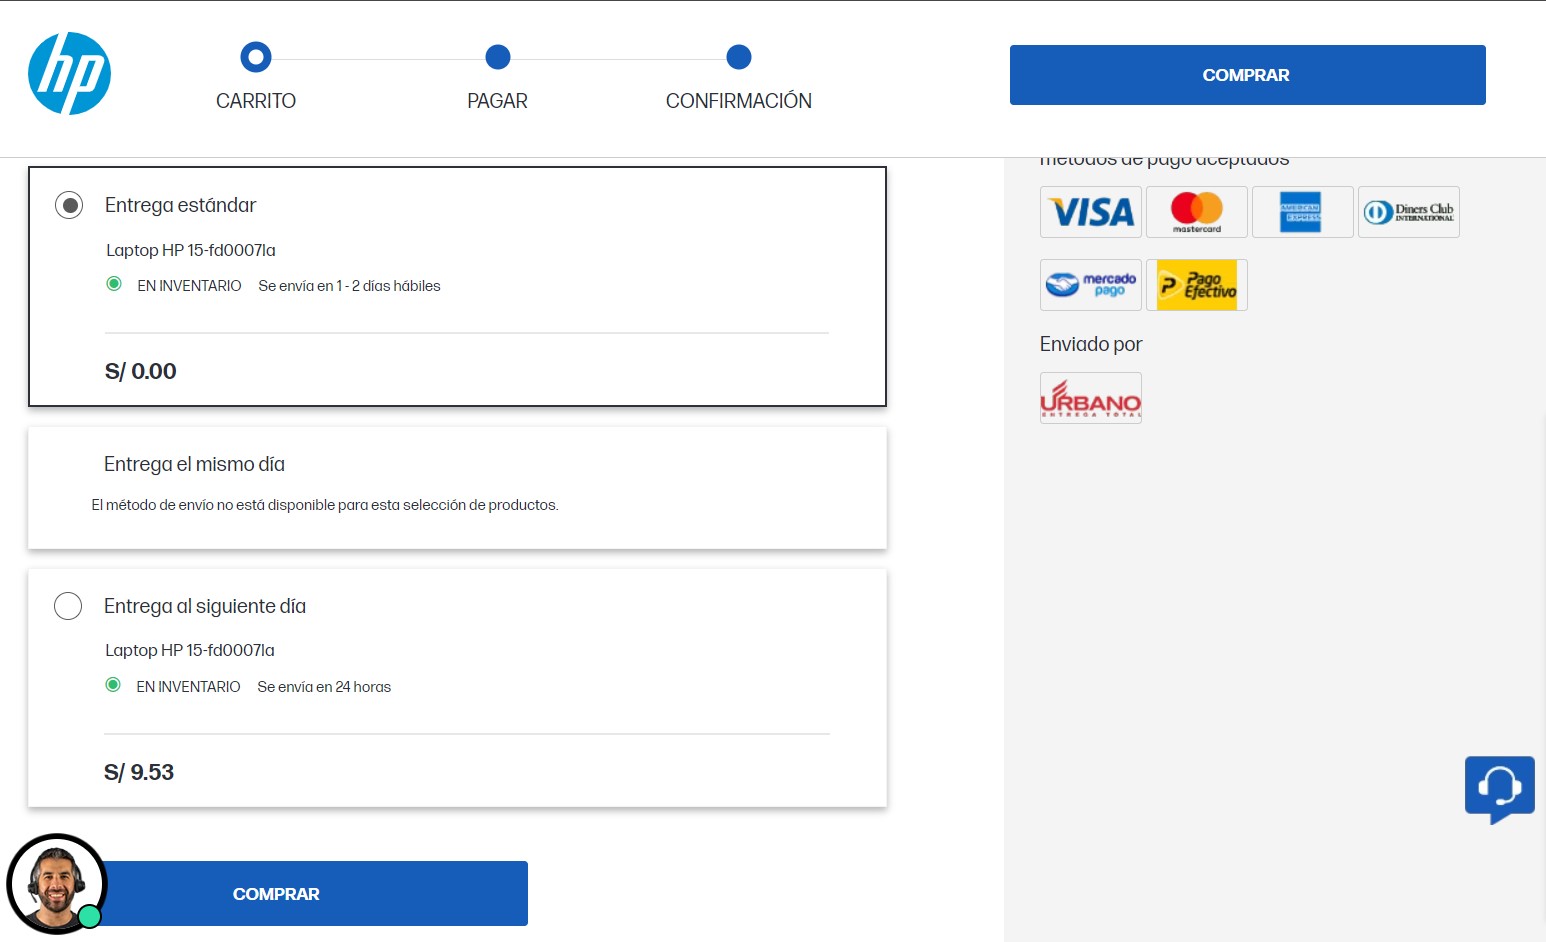 hp
CARRITO
PAGAR
CONFIRMACIÓN
COMPRAR
métodos de pago aceptados
Entrega estándar
Laptop HP 15-fd0007la
EN INVENTARIO Se envía en 1 - 2 días hábiles
S/ 0.00
Entrega el mismo día
El método de envío no está disponible para esta selección de productos.
Entrega al siguiente día
Laptop HP 15-fd0007la
EN INVENTARIO Se envía en 24 horas
S/ 9.53
COMPRAR
VISA
mastercard
AMERICAN
EXPRESS
Diners Club
INTERNATIONAL
mercado
pago
Pago
Efectivo
Enviado por
URBANO
ENTREGA TOTAL